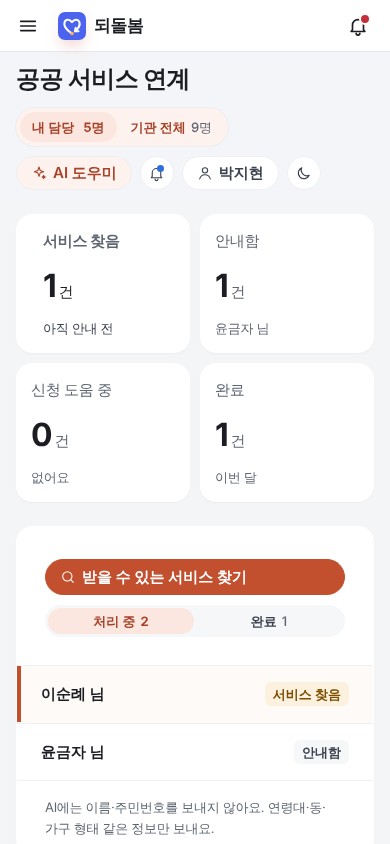 되돌봄
공공 서비스 연계
내 담당 5명 기관 전체 9명
AI 도우미 박지현
서비스 찾음
1건
아직 안내 전
안내함
1건
윤금자 님
신청 도움 중
0건
없어요
완료
1건
이번 달
받을 수 있는 서비스 찾기
처리 중 2 완료 1
이순례 님 서비스 찾음
윤금자 님 안내함
AI에는 이름·주민번호를 보내지 않아요. 연령대·동·
가구 형태 같은 정보만 보내요.